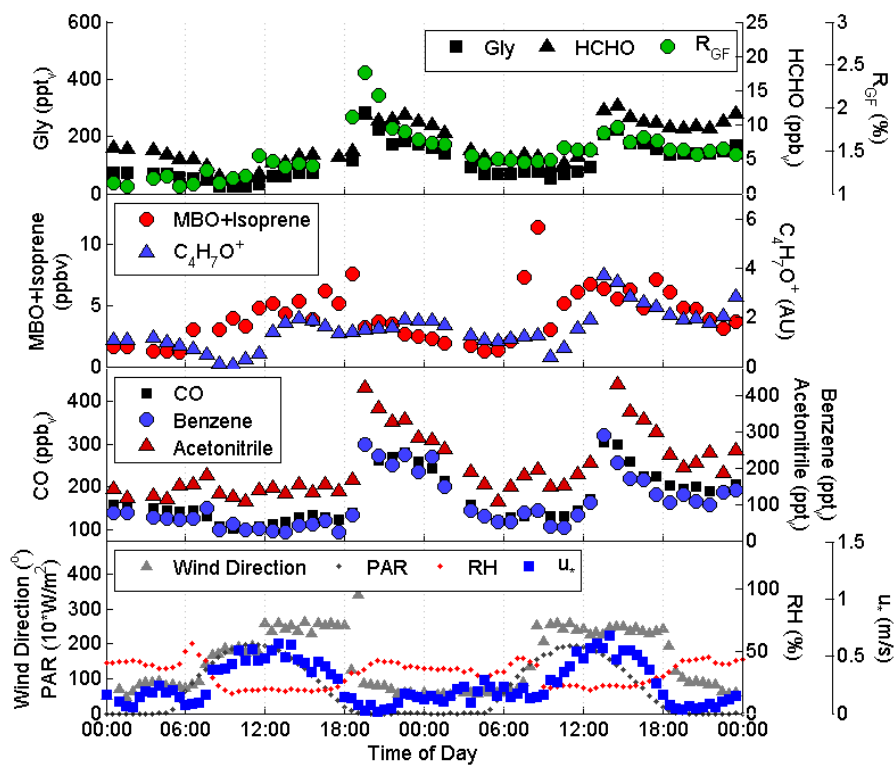 600
400
200
0
Gly (pptᵥ)
Gly HCHO R_GF
25
20
15
10
5
0
HCHO (ppbᵥ)
3
2.5
2
1.5
1
R_GF (%)
10
5
0
MBO+Isoprene (ppbv)
MBO+Isoprene
C₄H₇O⁺
6
4
2
0
C₄H₇O⁺ (AU)
400
300
200
100
CO (ppbᵥ)
CO
Benzene
Acetonitrile
400
300
200
100
0
Acetonitrile (pptᵥ)
Benzene (pptᵥ)
400
300
200
100
0
Wind Direction (°)
PAR (10*W/m²)
Wind Direction PAR RH u*
100
50
0
RH (%)
1.5
1
0.5
0
u* (m/s)
00:00 06:00 12:00 18:00 00:00 06:00 12:00 18:00 00:00
Time of Day